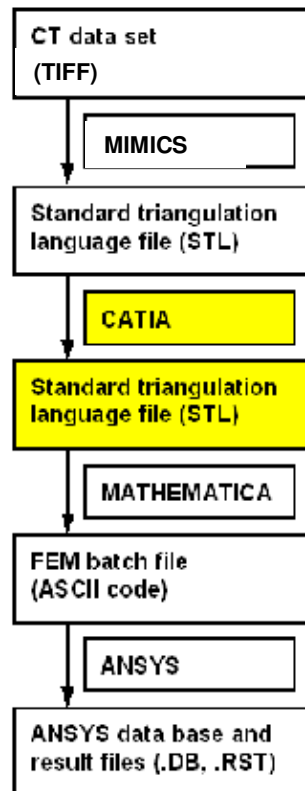 CT data set
(TIFF)
MIMICS
Standard triangulation
language file (STL)
CATIA
Standard triangulation
language file (STL)
MATHEMATICA
FEM batch file
(ASCII code)
ANSYS
ANSYS data base and
result files (.DB, .RST)